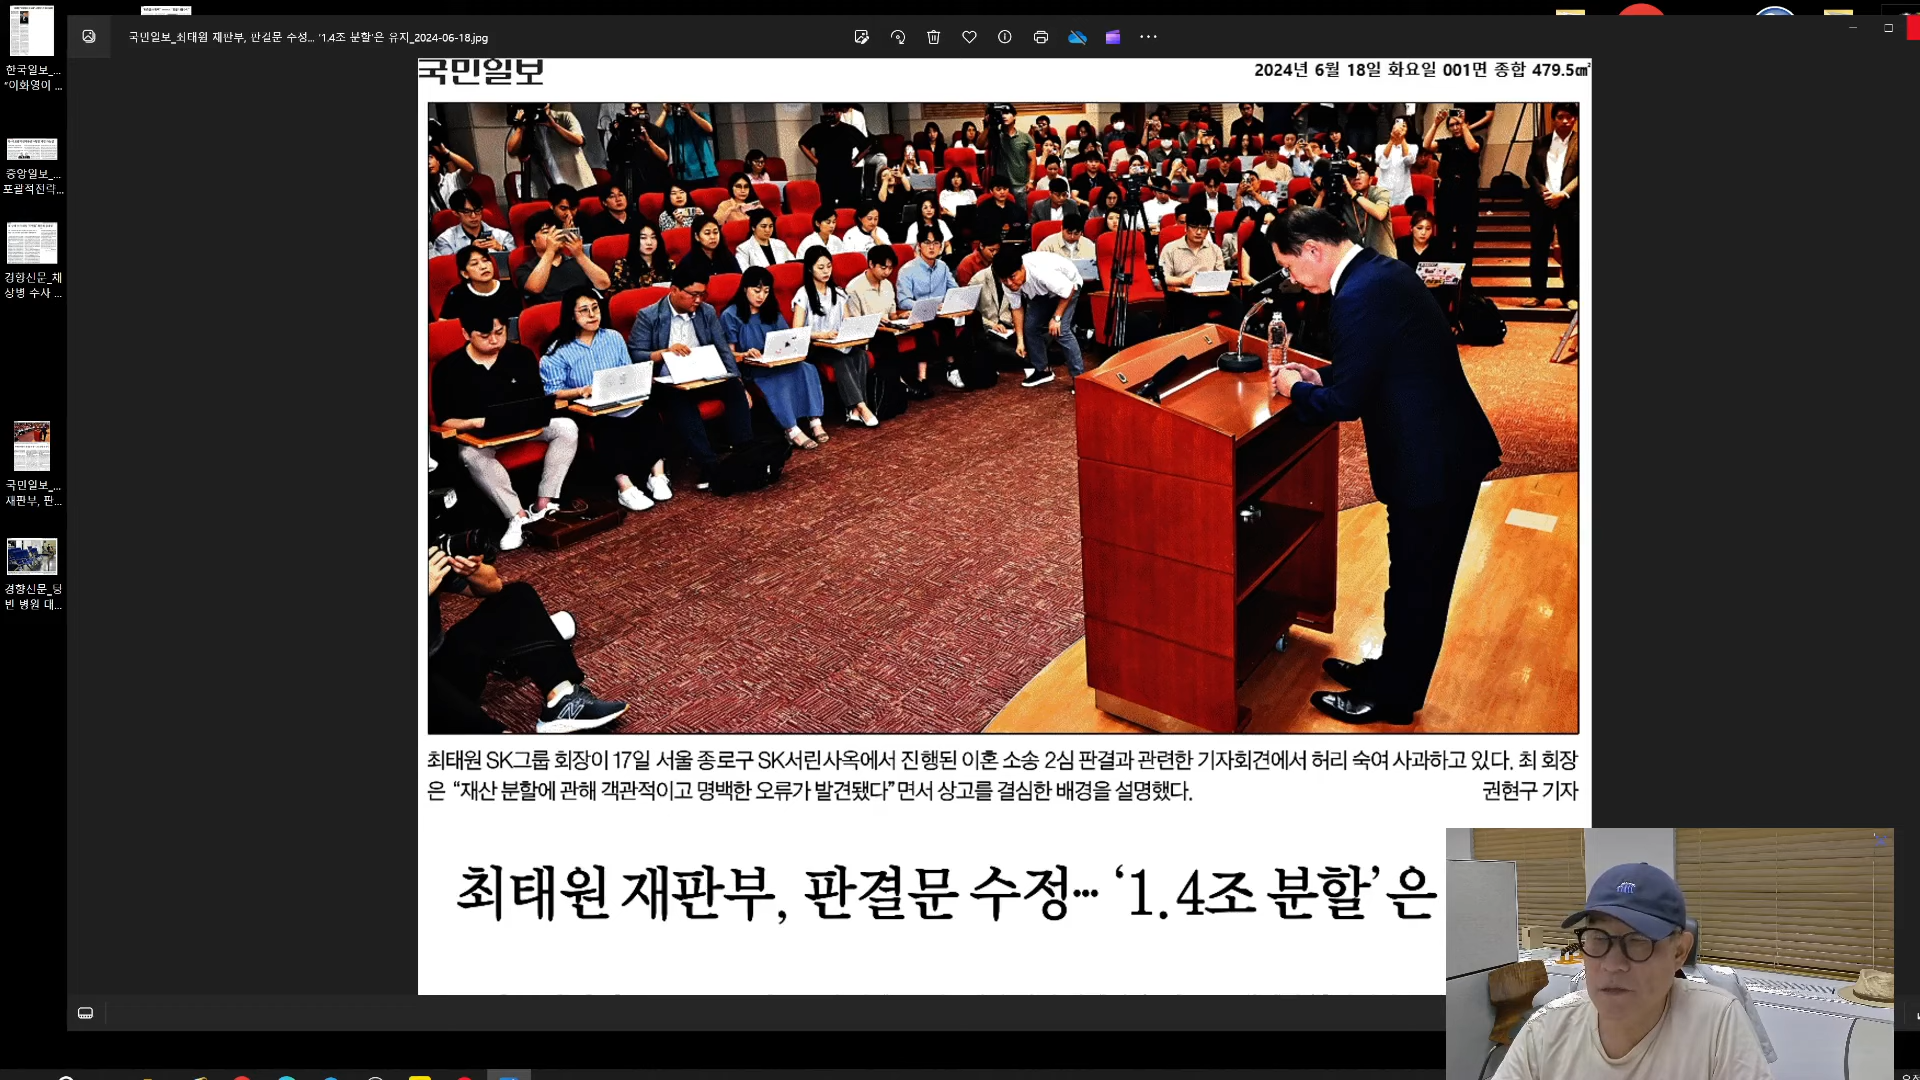 국민일보_최태원 재판부, 판결문 수정... '1.4조 분할'은 유지_2024-06-18.jpg
한국일보_...
"이화영이 ...
중앙일보_...
포괄적전략...
경향신문_채
상병 수사 ...
국민일보_...
재판부, 판...
경향신문_텅
빈 병원 대...
국민일보
2024년 6월 18일 화요일 001면 종합 479.5㎠
최태원 SK그룹 회장이 17일 서울 종로구 SK서린사옥에서 진행된 이혼 소송 2심 판결과 관련한 기자회견에서 허리 숙여 사과하고 있다. 최 회장
은 “재산 분할에 관해 객관적이고 명백한 오류가 발견됐다”면서 상고를 결심한 배경을 설명했다.
권현구 기자
최태원 재판부, 판결문 수정… ‘1.4조 분할’은